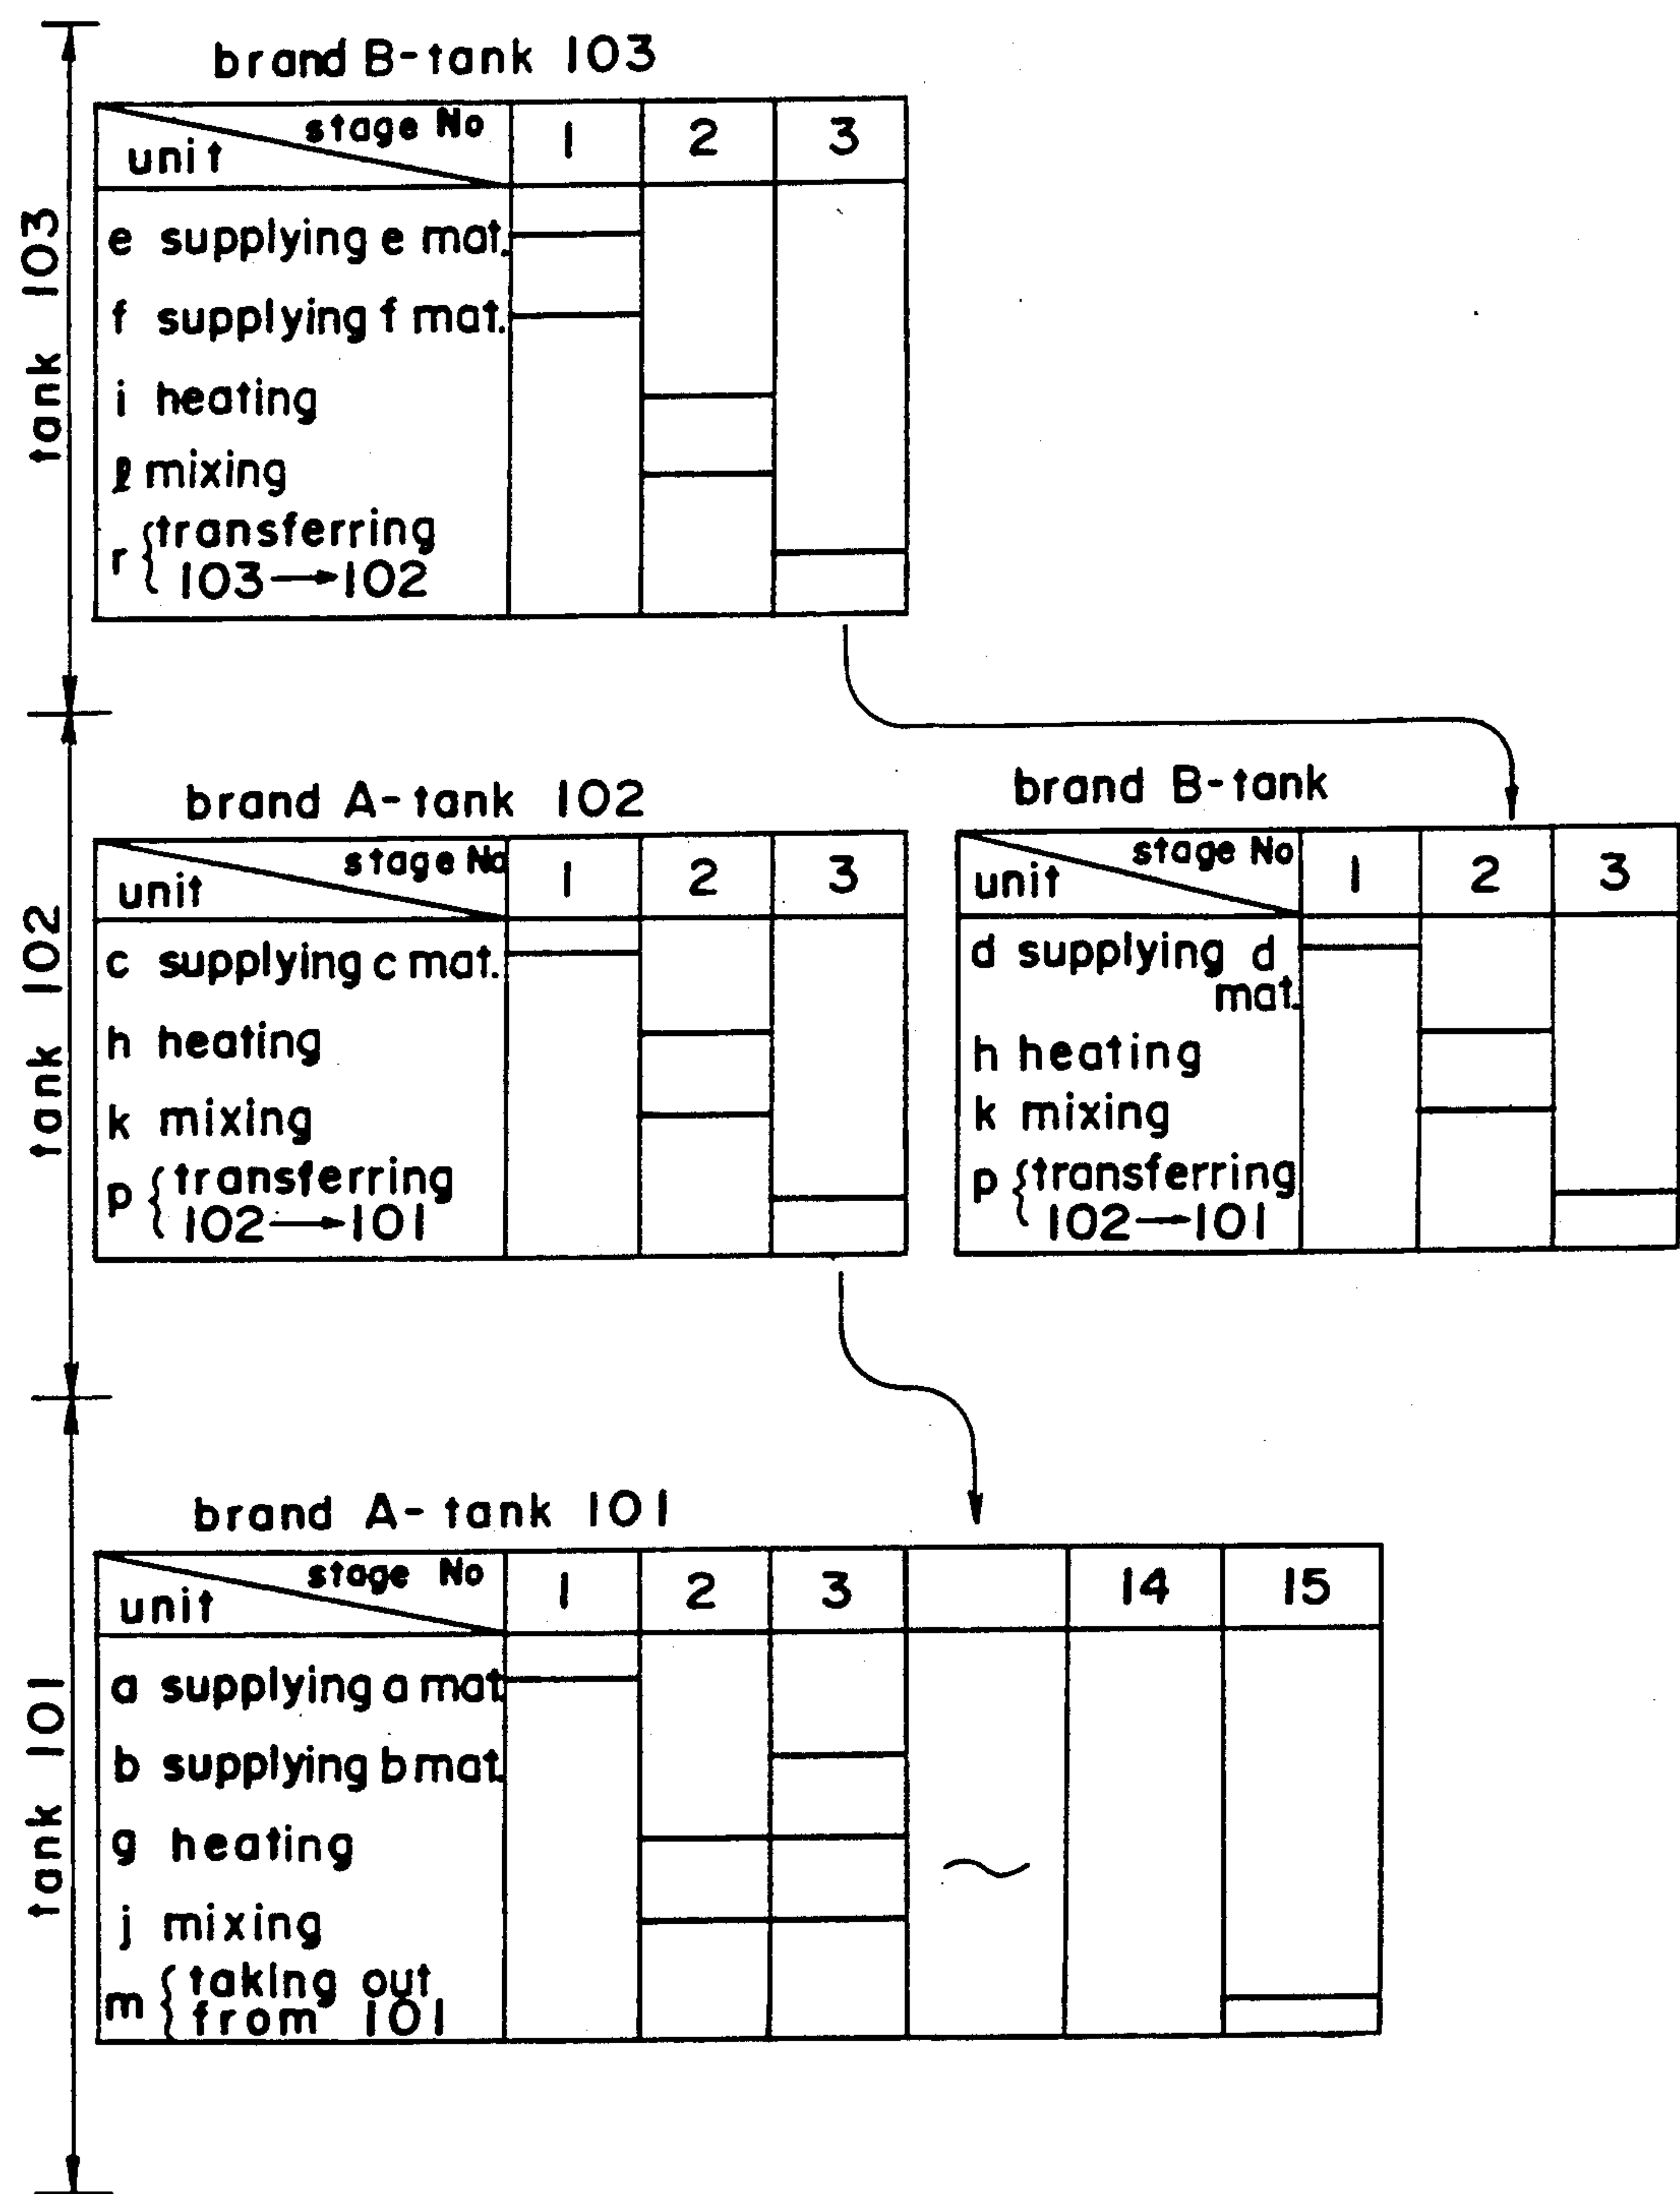 brand B-tank 103
stage No
unit
1 2 3
e supplying e mat.
f supplying f mat.
i heating
ℓ mixing
r { transferring
103 → 102
tank 103
brand A-tank 102
stage No
unit
1 2 3
c supplying c mat.
h heating
k mixing
p { transferring
102 → 101
brand B-tank
stage No
unit
1 2 3
d supplying d
mat.
h heating
k mixing
p { transferring
102 → 101
tank 102
brand A-tank 101
stage No
unit
1 2 3 14 15
a supplying a mat.
b supplying b mat.
g heating
j mixing
m { taking out
from 101
tank 101